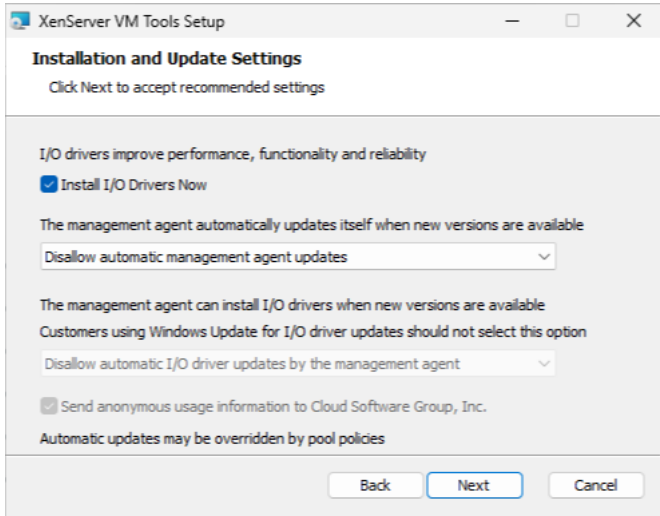 XenServer VM Tools Setup
Installation and Update Settings
Click Next to accept recommended settings
I/O drivers improve performance, functionality and reliability
Install I/O Drivers Now
The management agent automatically updates itself when new versions are available
Disallow automatic management agent updates
The management agent can install I/O drivers when new versions are available
Customers using Windows Update for I/O driver updates should not select this option
Disallow automatic I/O driver updates by the management agent
Send anonymous usage information to Cloud Software Group, Inc.
Automatic updates may be overridden by pool policies
Back Next Cancel